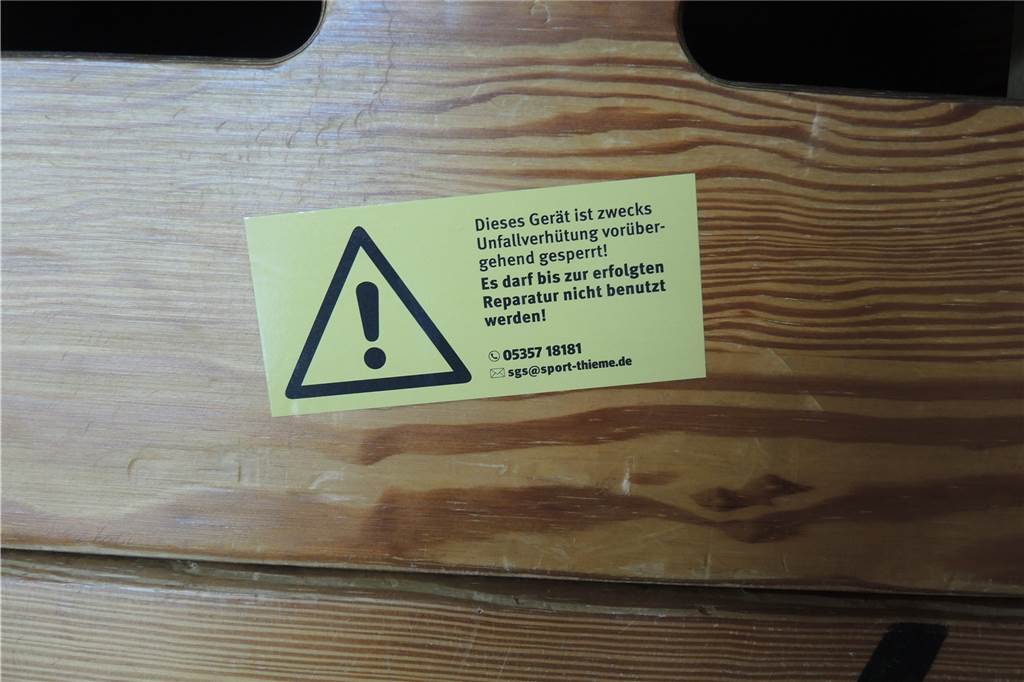 Dieses Gerät ist zwecks
Unfallverhütung vorüber-
gehend gesperrt!
Es darf bis zur erfolgten
Reparatur nicht benutzt
werden!
05357 18181
sgs@sport-thieme.de